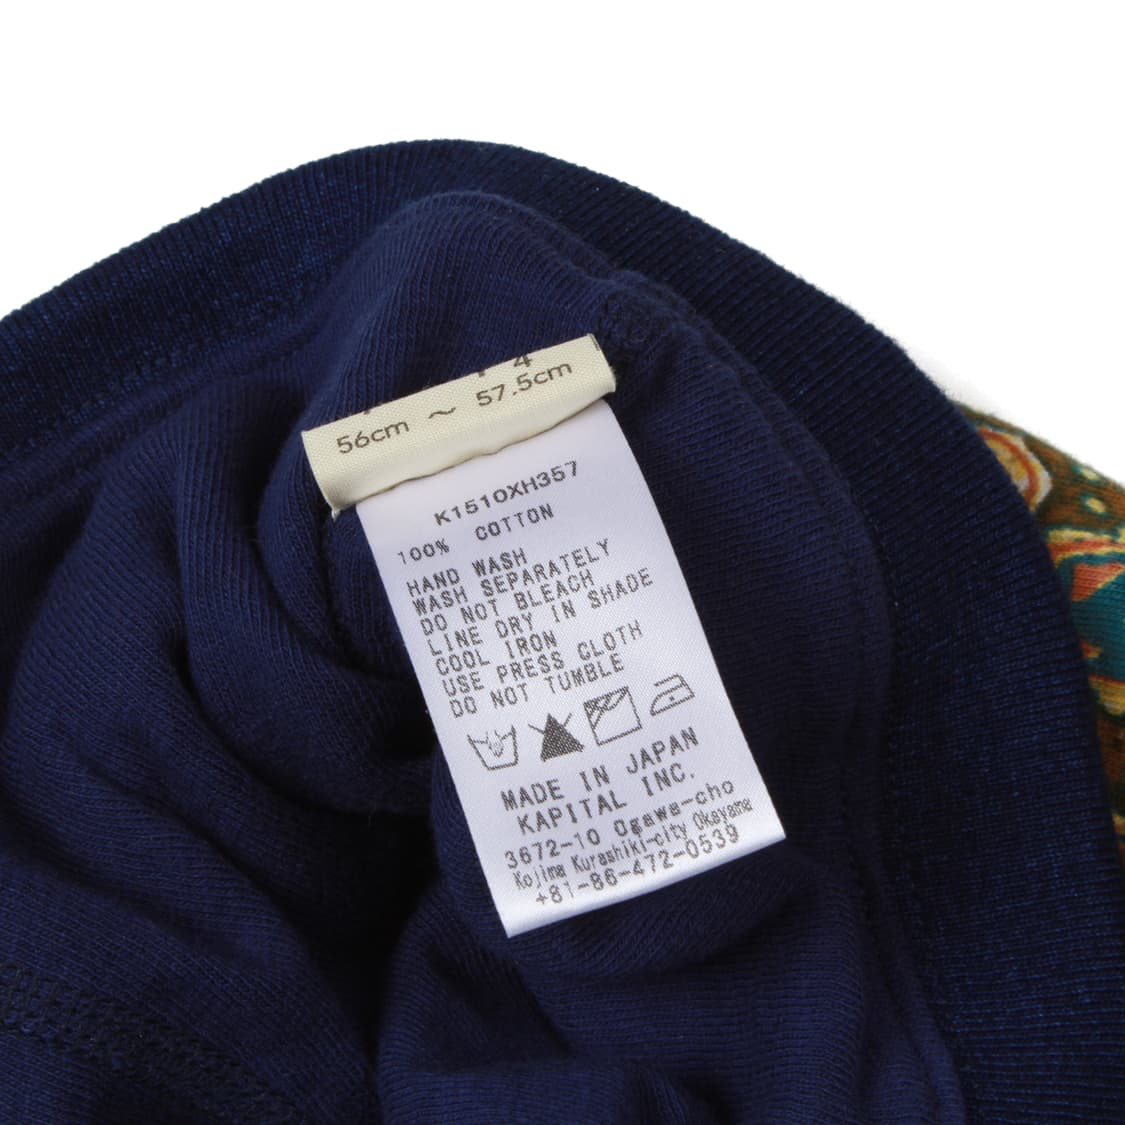 4
56cm ~ 57.5cm
K1510XH357
100% COTTON
HAND WASH
WASH SEPARATELY
DO NOT BLEACH
LINE DRY IN SHADE
COOL IRON
USE PRESS CLOTH
DO NOT TUMBLE
MADE IN JAPAN
KAPITAL INC.
3672-10 Ogawa-cho
Kojima Kurashiki-city Okayama
+81-86-472-0539